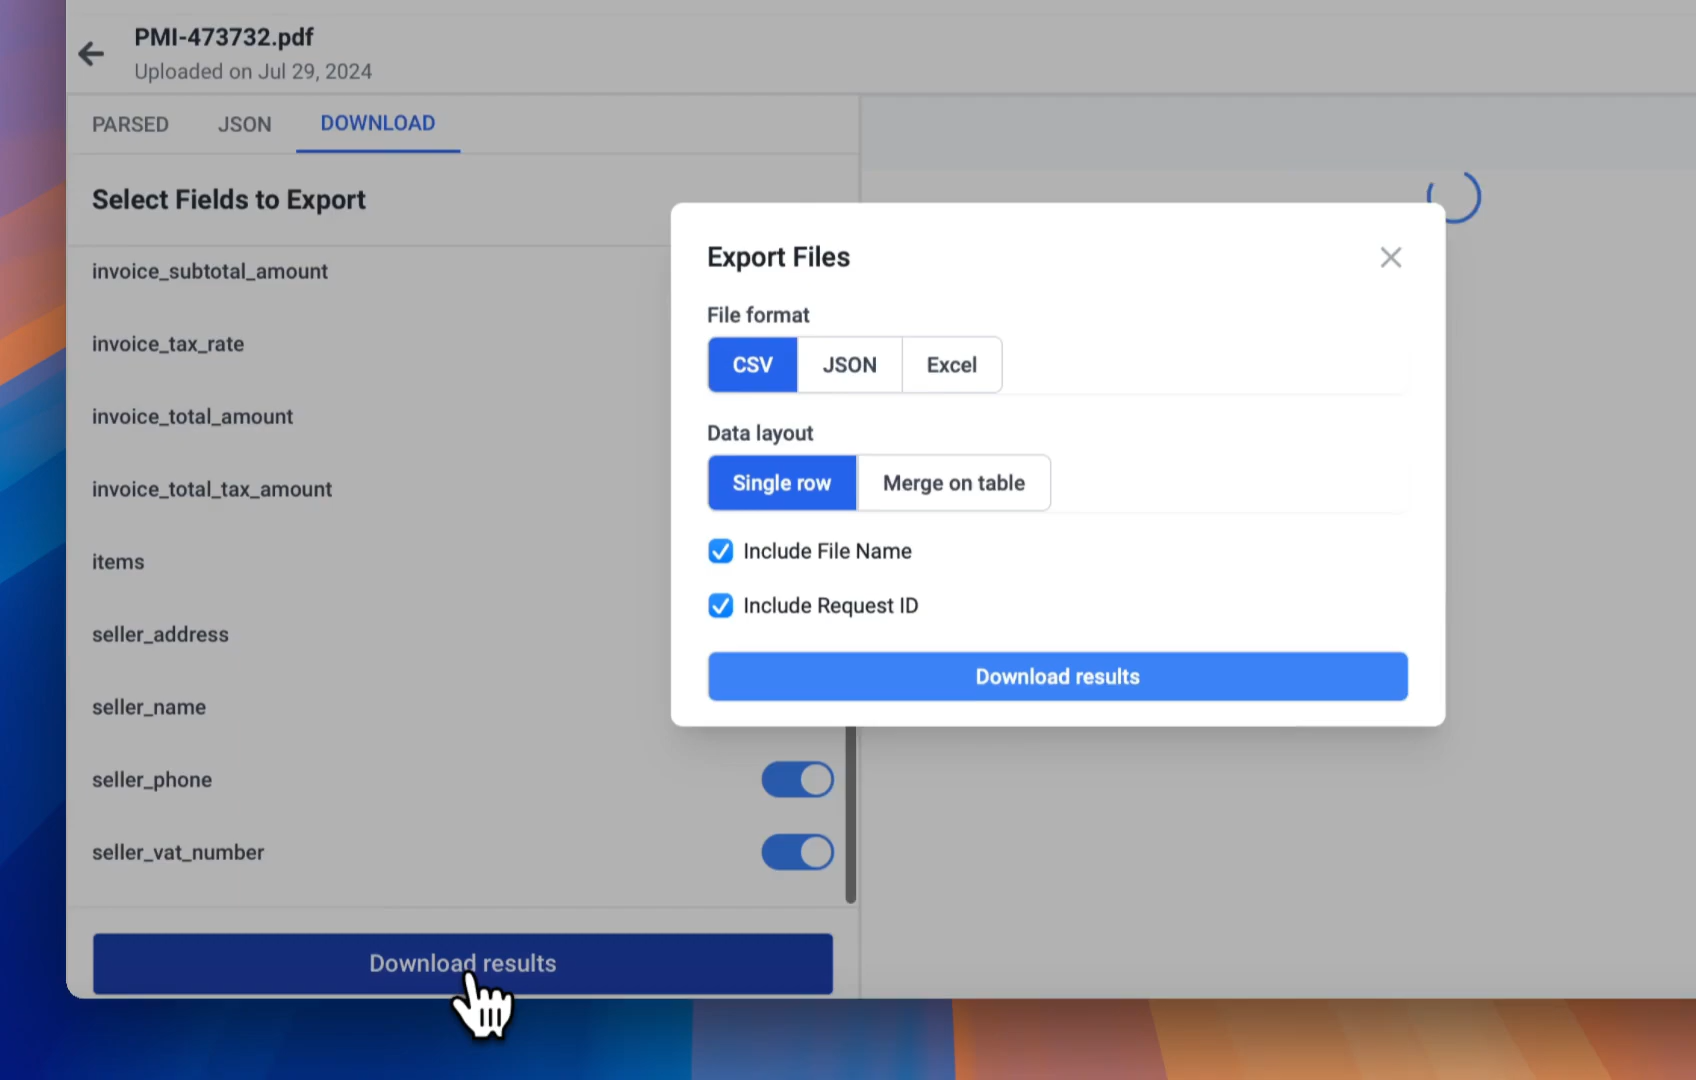 PMI-473732.pdf
Uploaded on Jul 29, 2024
PARSED JSON DOWNLOAD
Select Fields to Export
invoice_subtotal_amount
invoice_tax_rate
invoice_total_amount
invoice_total_tax_amount
items
seller_address
seller_name
seller_phone
seller_vat_number
Download results
Export Files
File format
CSV JSON Excel
Data layout
Single row Merge on table
Include File Name
Include Request ID
Download results